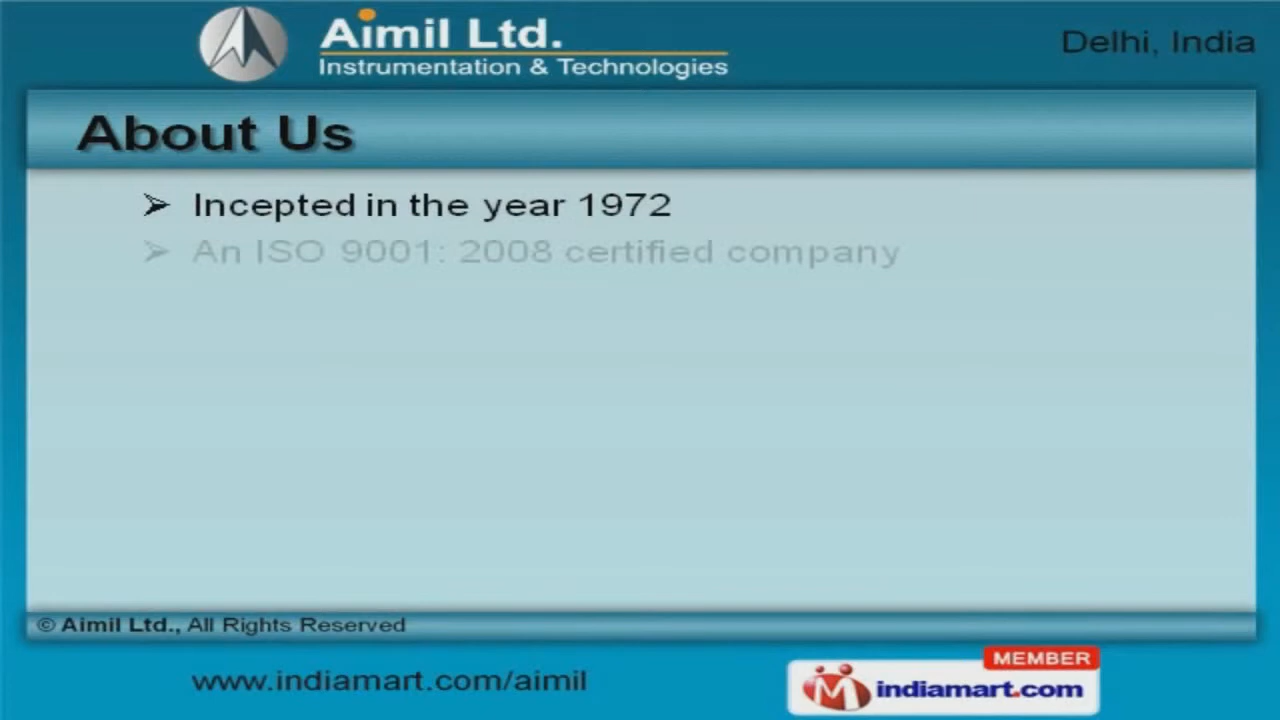 Aimil Ltd.
Instrumentation & Technologies
Delhi, India
About Us
➢ Incepted in the year 1972
➢ An ISO 9001: 2008 certified company
© Aimil Ltd., All Rights Reserved
www.indiamart.com/aimil
MEMBER
indiamart.com